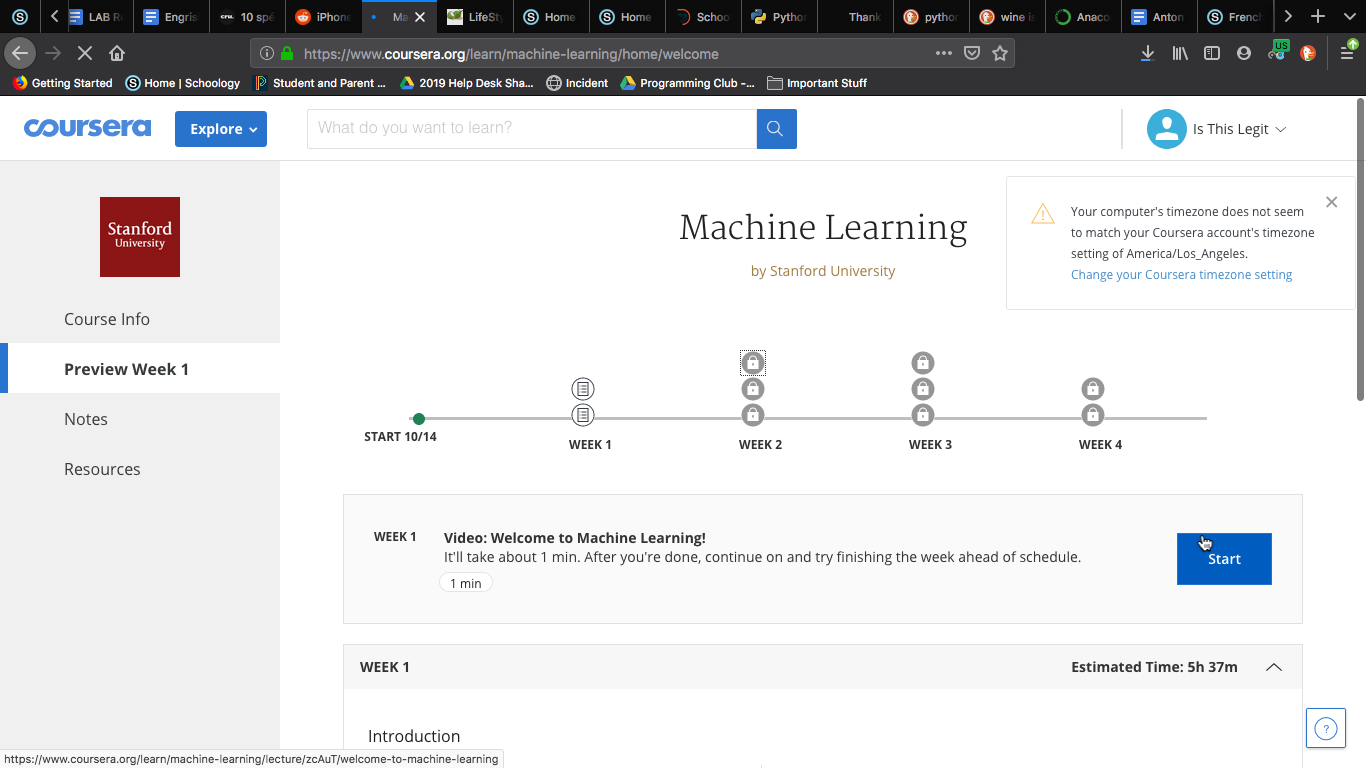 LAB R
Engris
cnu. 10 spé
iPhone
Ma
LifeSt
Home
Home
Schoo
Pythor
Thank
python
wine is
Anaco
Anton
French
https://www.coursera.org/learn/machine-learning/home/welcome
US
Getting Started
Home | Schoology
Student and Parent ...
2019 Help Desk Sha...
Incident
Programming Club -...
Important Stuff
coursera
Explore
What do you want to learn?
Is This Legit
Stanford
University
Course Info
Preview Week 1
Notes
Resources
Machine Learning
by Stanford University
Your computer's timezone does not seem
to match your Coursera account's timezone
setting of America/Los_Angeles.
Change your Coursera timezone setting
START 10/14
WEEK 1
WEEK 2
WEEK 3
WEEK 4
WEEK 1
Video: Welcome to Machine Learning!
It'll take about 1 min. After you're done, continue on and try finishing the week ahead of schedule.
1 min
Start
WEEK 1
Estimated Time: 5h 37m
Introduction
?
https://www.coursera.org/learn/machine-learning/lecture/zcAuT/welcome-to-machine-learning